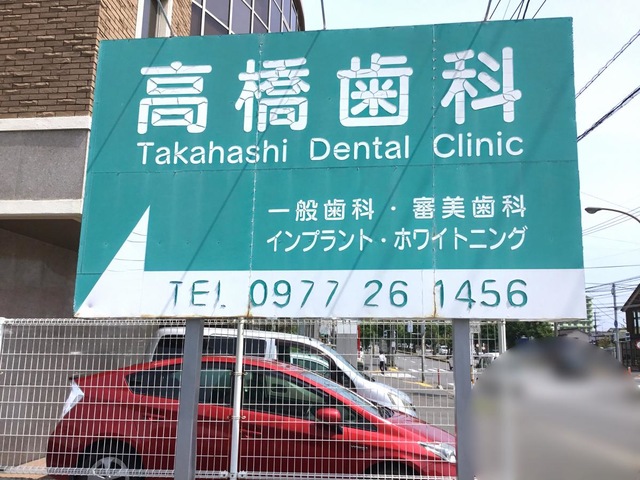 高橋歯科
Takahashi Dental Clinic
一般歯科・審美歯科
インプラント・ホワイトニング
TEL 0977 26 1456